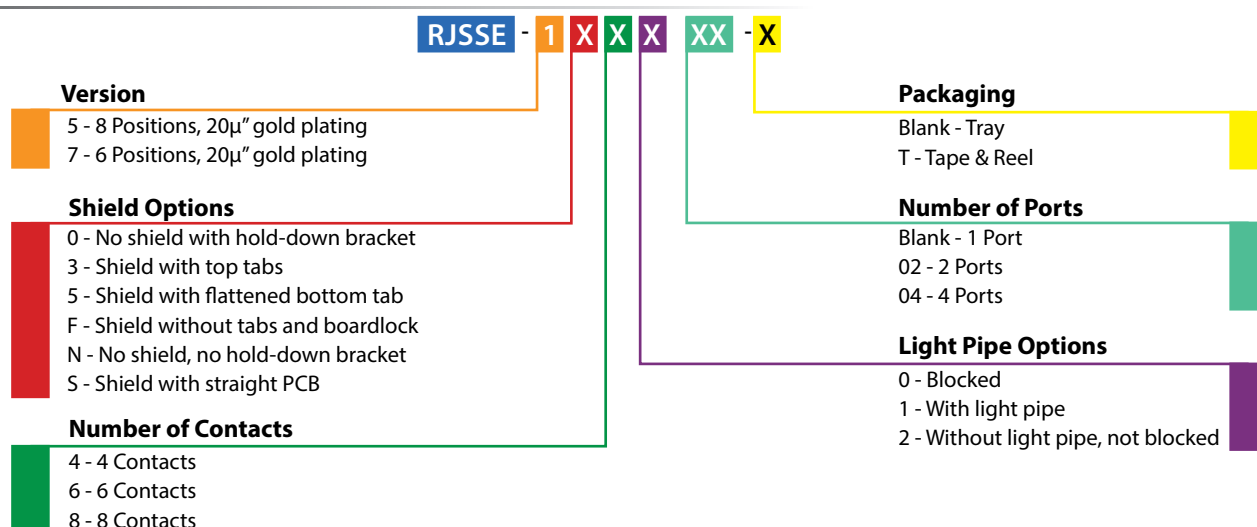 RJSSE - 1 X X X XX - X
Version
5 - 8 Positions, 20µ” gold plating
7 - 6 Positions, 20µ” gold plating
Shield Options
0 - No shield with hold-down bracket
3 - Shield with top tabs
5 - Shield with flattened bottom tab
F - Shield without tabs and boardlock
N - No shield, no hold-down bracket
S - Shield with straight PCB
Number of Contacts
4 - 4 Contacts
6 - 6 Contacts
8 - 8 Contacts
Packaging
Blank - Tray
T - Tape & Reel
Number of Ports
Blank - 1 Port
02 - 2 Ports
04 - 4 Ports
Light Pipe Options
0 - Blocked
1 - With light pipe
2 - Without light pipe, not blocked